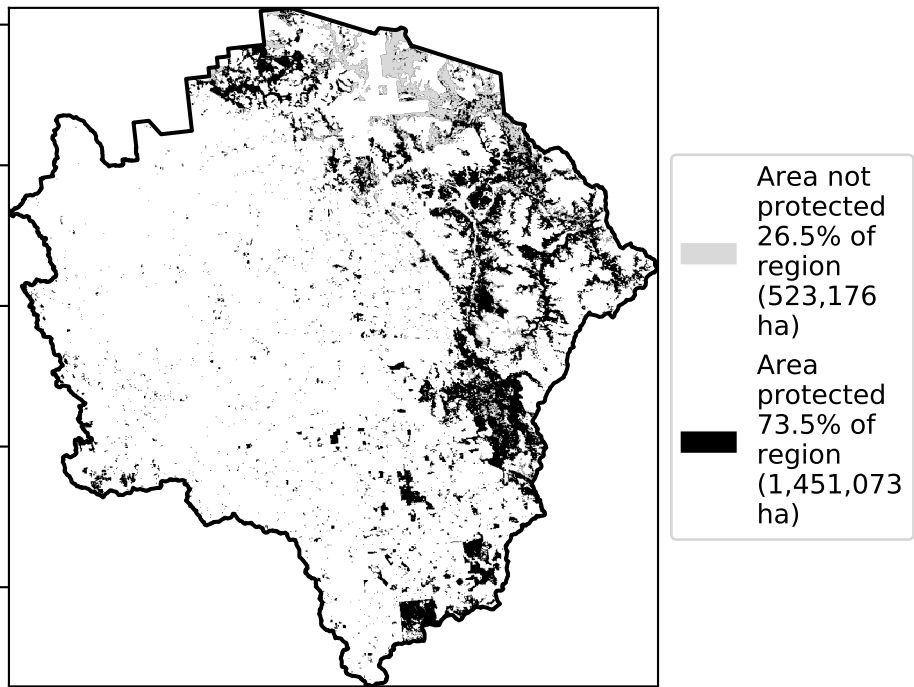 Area not
protected
26.5% of
region
(523,176
ha)
Area
protected
73.5% of
region
(1,451,073
ha)